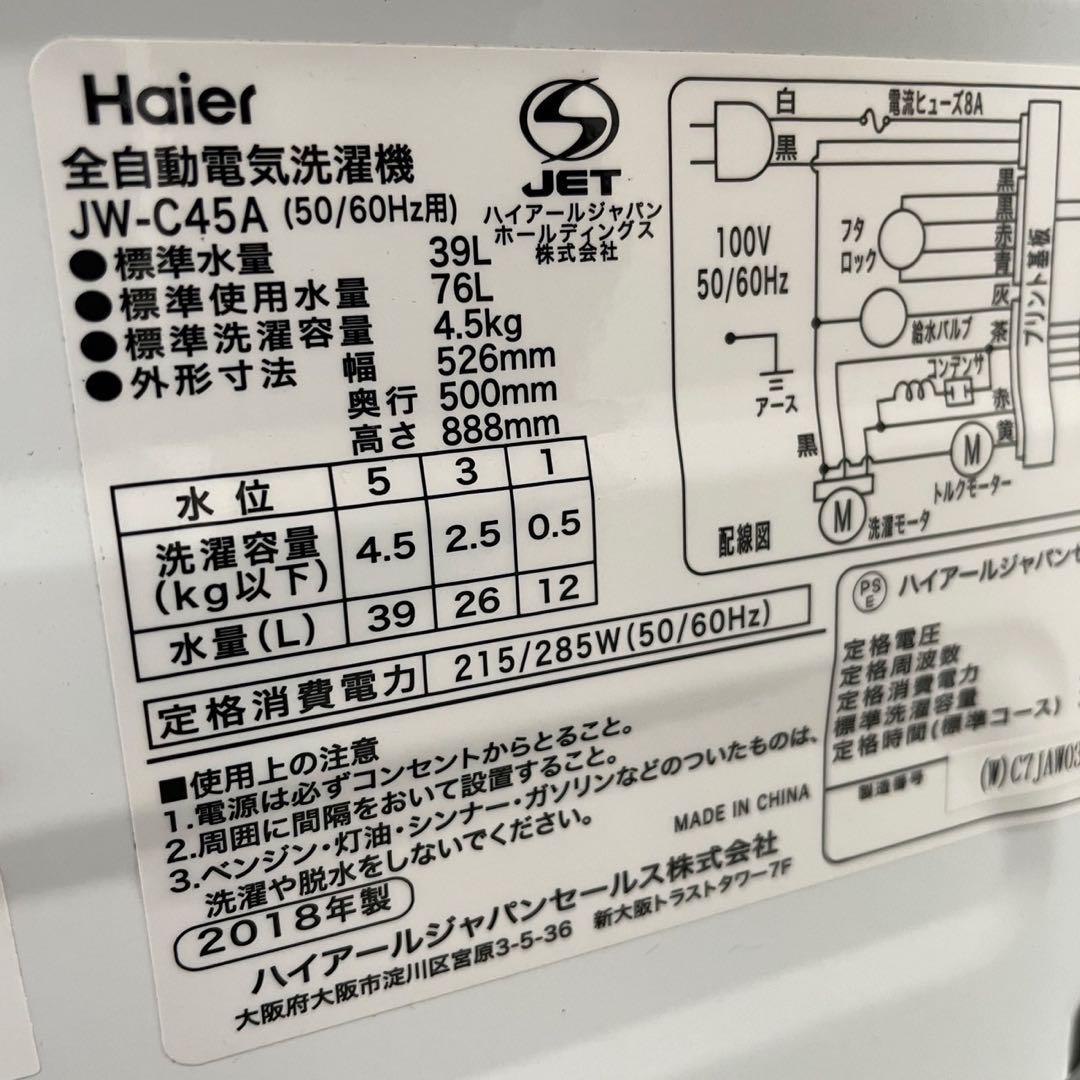 Haier
全自動電気洗濯機
JW-C45A (50/60Hz用)
JET
ハイアールジャパン
ホールディングス
株式会社
●標準水量 39L
●標準使用水量 76L
●標準洗濯容量 4.5kg
●外形寸法 幅 526mm
奥行 500mm
高さ 888mm
水位 5 3 1
洗濯容量(kg以下) 4.5 2.5 0.5
水量(L) 39 26 12
定格消費電力 215/285W(50/60Hz)
■使用上の注意
1.電源は必ずコンセントからとること。
2.周囲に間隔をおいて設置すること。
3.ベンジン・灯油・シンナー・ガソリンなどのついたものは、
洗濯や脱水をしないでください。
MADE IN CHINA
2018年製
ハイアールジャパンセールス株式会社
大阪府大阪市淀川区宮原3-5-36 新大阪トラストタワー7F
白
電流ヒューズ8A
黒
100V
50/60Hz
アース
フタ
ロック
黒
黒
赤
青
灰
給水バルブ
茶
コンデンサ
赤
黄
黒
プリント基板
M
トルクモーター
M
洗濯モータ
配線図
PS
E
ハイアールジャパンセ
定格電圧
定格周波数
定格消費電力
標準洗濯容量
定格時間(標準コース)
製造番号
(W)C7JAW03